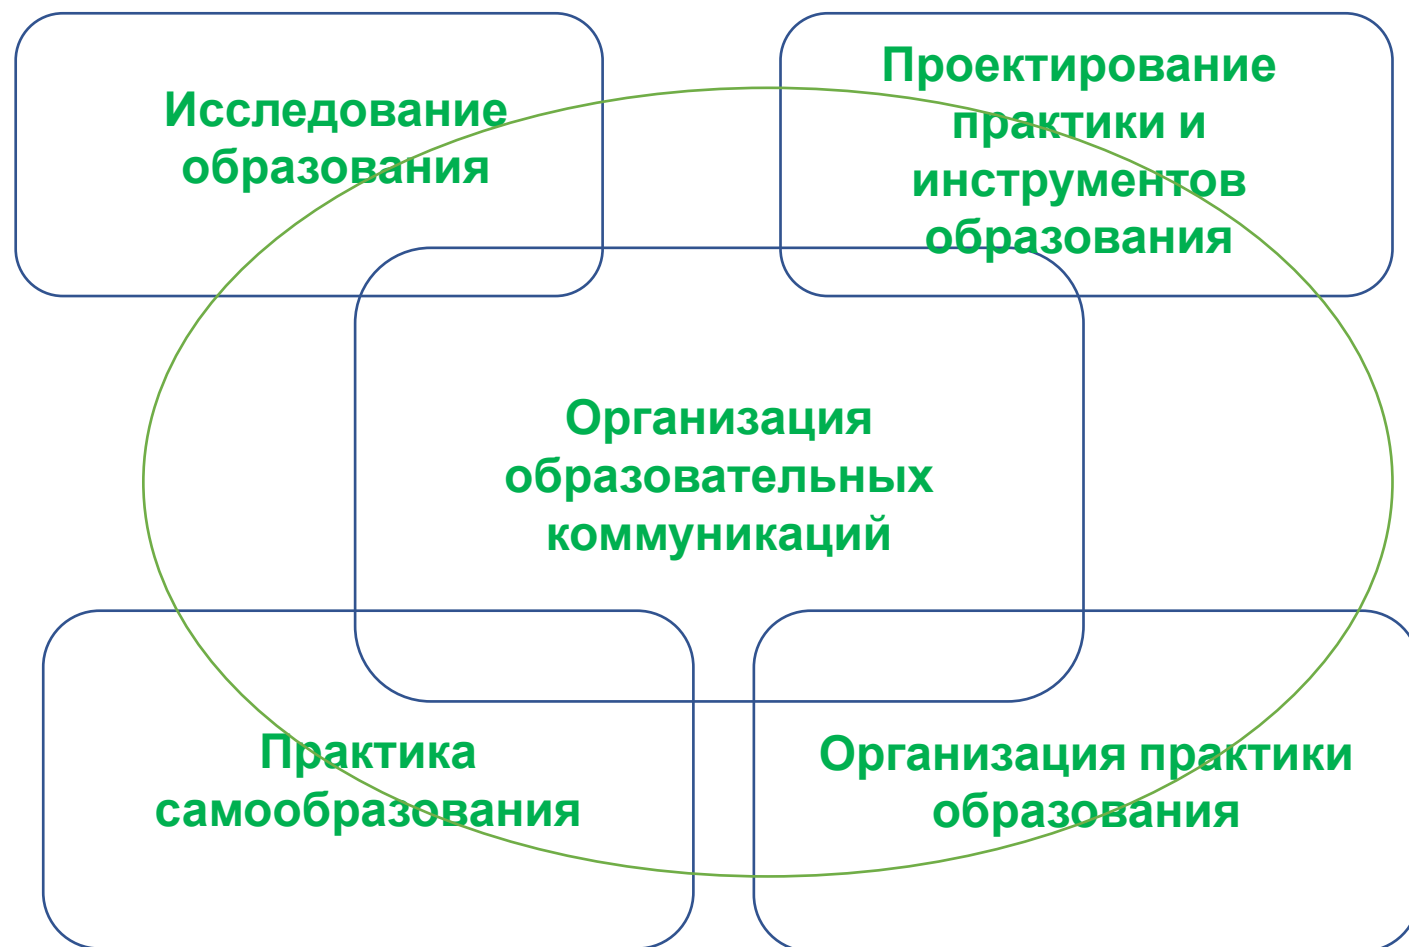 Исследование
образования
Проектирование
практики и
инструментов
образования
Организация
образовательных
коммуникаций
Практика
самообразования
Организация практики
образования